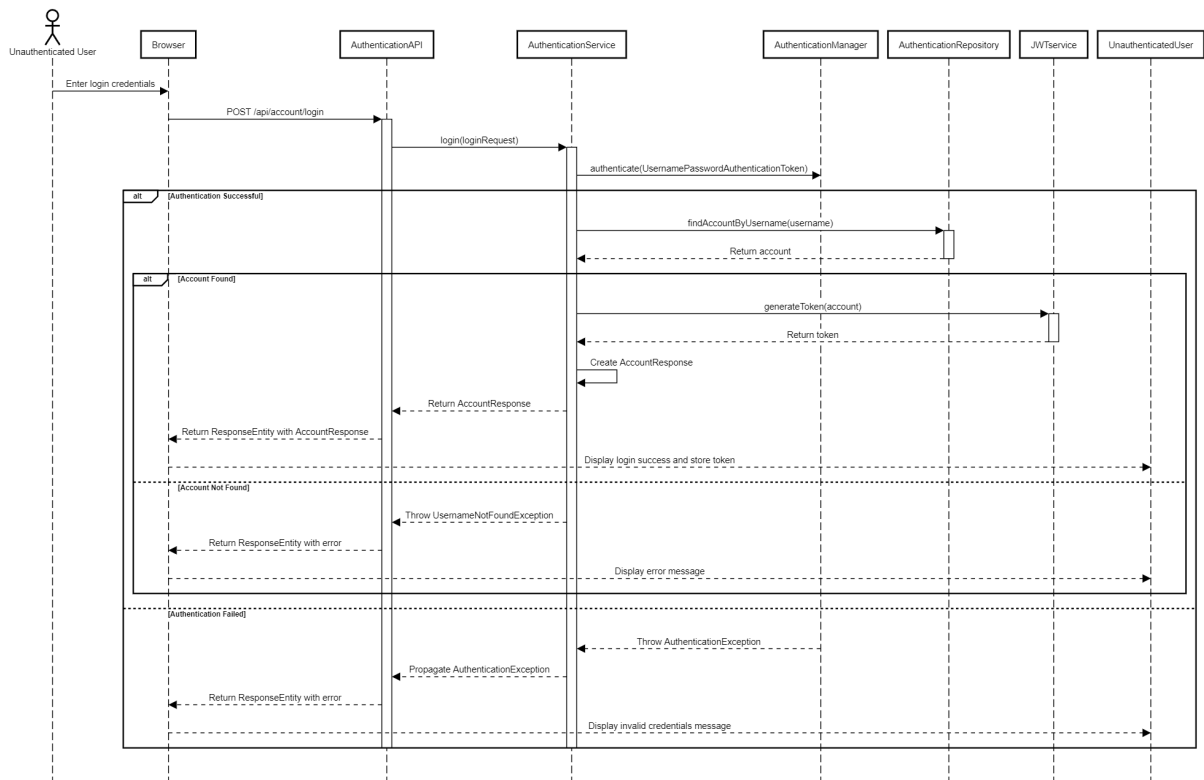 Unauthenticated User
Browser
AuthenticationAPI
AuthenticationService
AuthenticationManager
AuthenticationRepository
JWTservice
UnauthenticatedUser
Enter login credentials
POST /api/account/login
login(loginRequest)
authenticate(UsernamePasswordAuthenticationToken)
alt
[Authentication Successful]
findAccountByUsername(username)
Return account
alt
[Account Found]
generateToken(account)
Return token
Create AccountResponse
Return AccountResponse
Return ResponseEntity with AccountResponse
Display login success and store token
[Account Not Found]
Throw UsernameNotFoundException
Return ResponseEntity with error
Display error message
[Authentication Failed]
Throw AuthenticationException
Propagate AuthenticationException
Return ResponseEntity with error
Display invalid credentials message